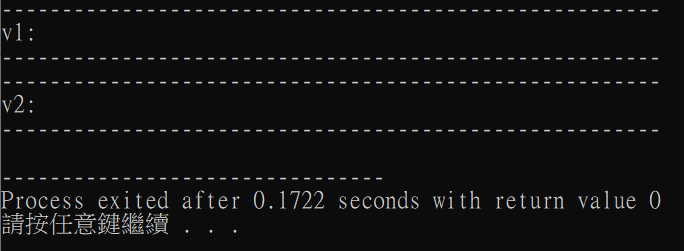 -------------------------------------------------------
v1:
-------------------------------------------------------
-------------------------------------------------------
v2:
-------------------------------------------------------
--------------------------------
Process exited after 0.1722 seconds with return value 0
請按任意鍵繼續 . . .